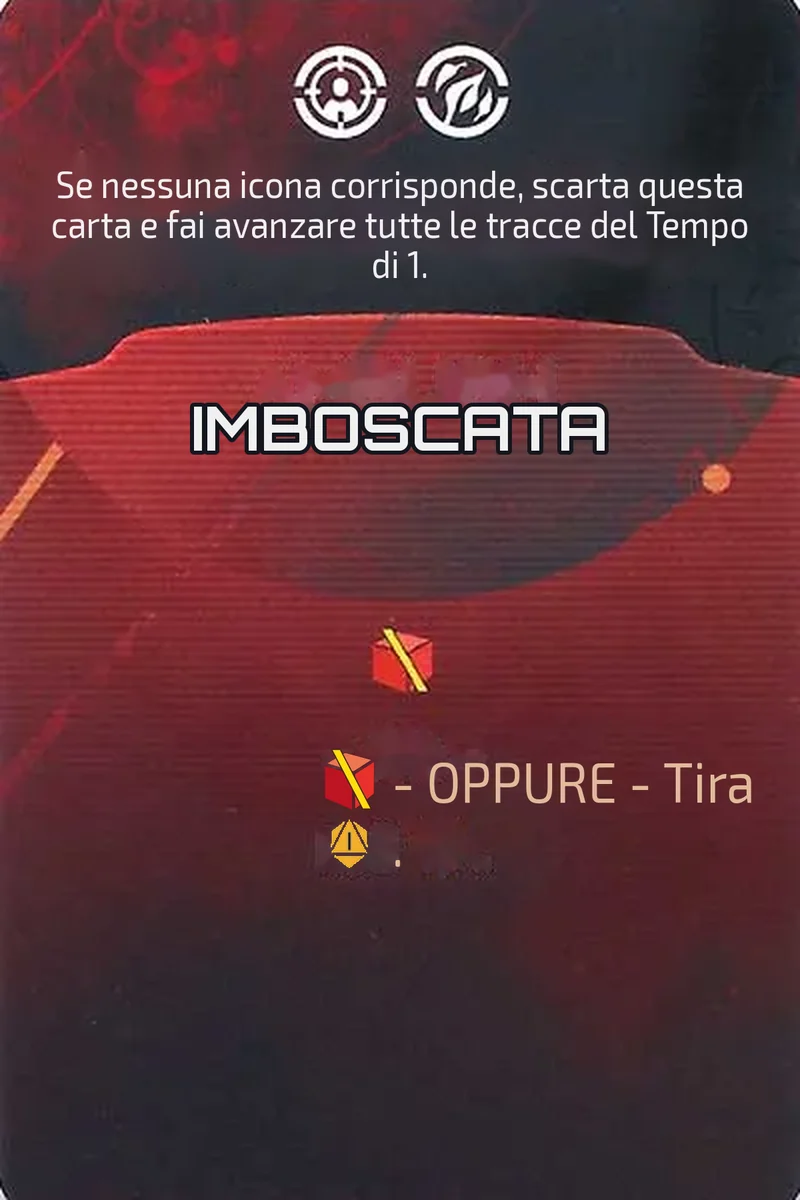 Se nessuna icona corrisponde, scarta questa
carta e fai avanzare tutte le tracce del Tempo
di 1.
IMBOSCATA
- OPPURE - Tira
.